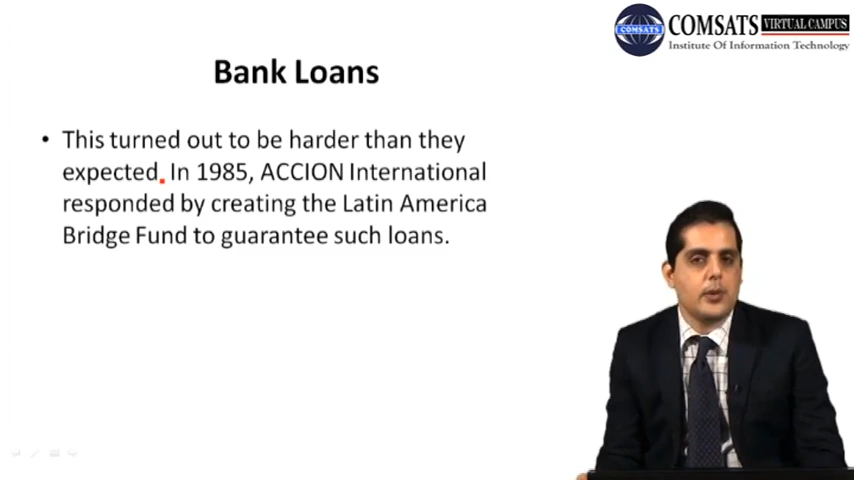 COMSATS VIRTUAL CAMPUS
COMSATS
Institute Of Information Technology
Bank Loans
• This turned out to be harder than they
expected. In 1985, ACCION International
responded by creating the Latin America
Bridge Fund to guarantee such loans.